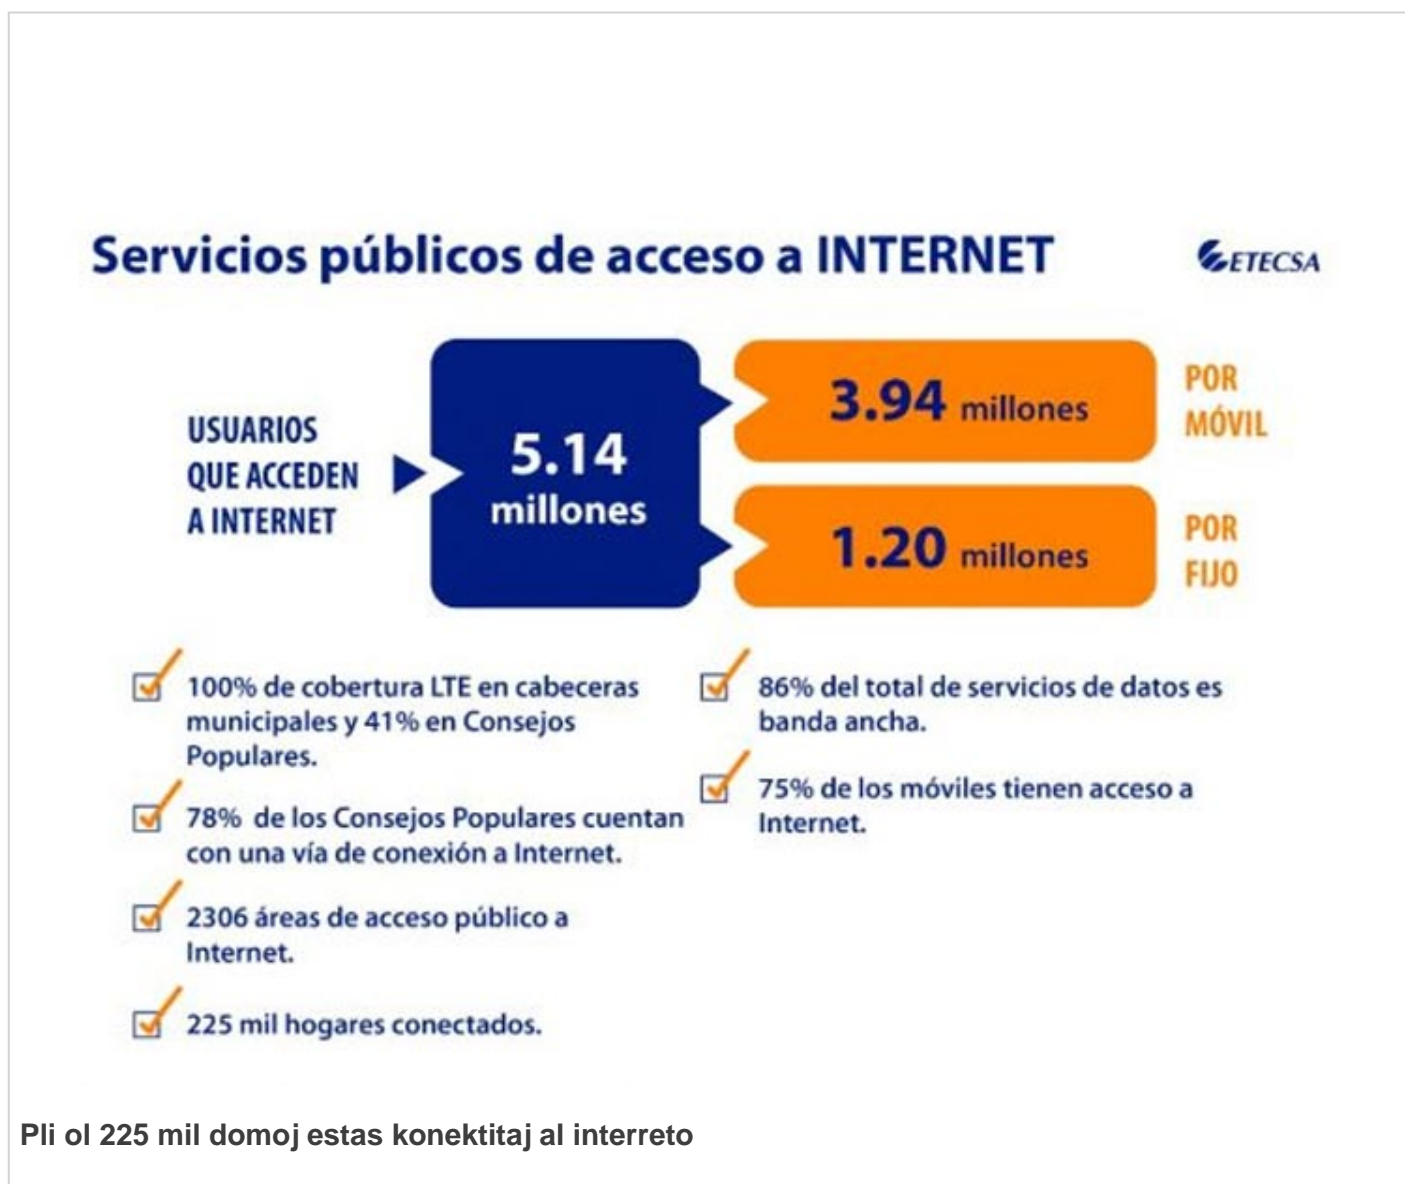 Servicios públicos de acceso a INTERNET
ETECSA
USUARIOS
QUE ACCEDEN
A INTERNET
5.14
millones
3.94 millones
POR
MÓVIL
1.20 millones
POR
FIJO
100% de cobertura LTE en cabeceras
municipales y 41% en Consejos
Populares.
78% de los Consejos Populares cuentan
con una vía de conexión a Internet.
2306 áreas de acceso público a
Internet.
225 mil hogares conectados.
86% del total de servicios de datos es
banda ancha.
75% de los móviles tienen acceso a
Internet.
Pli ol 225 mil domoj estas konektitaj al interreto